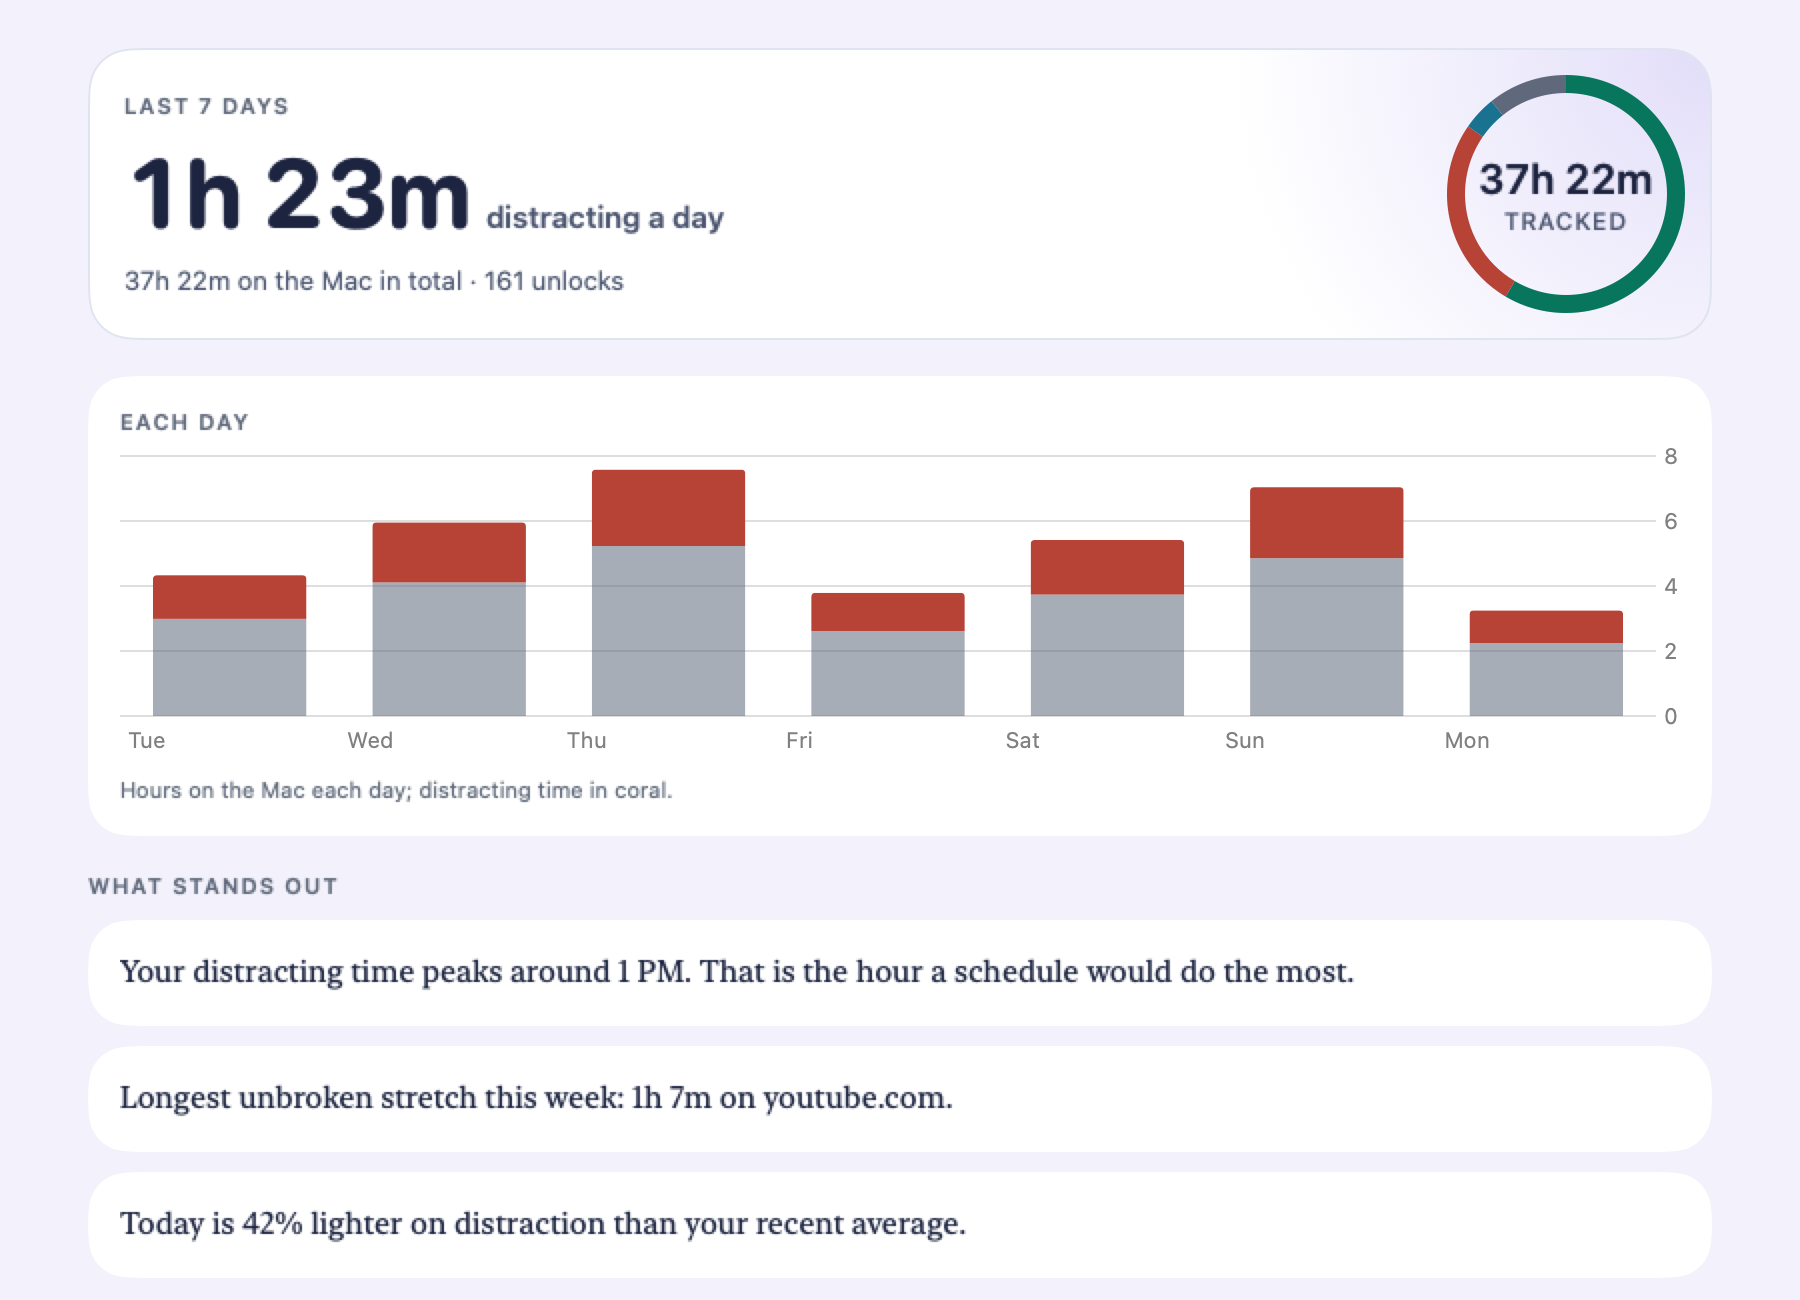 LAST 7 DAYS
1h 23m distracting a day
37h 22m on the Mac in total · 161 unlocks
37h 22m
TRACKED
EACH DAY
8
6
4
2
0
Tue Wed Thu Fri Sat Sun Mon
Hours on the Mac each day; distracting time in coral.
WHAT STANDS OUT
Your distracting time peaks around 1 PM. That is the hour a schedule would do the most.
Longest unbroken stretch this week: 1h 7m on youtube.com.
Today is 42% lighter on distraction than your recent average.